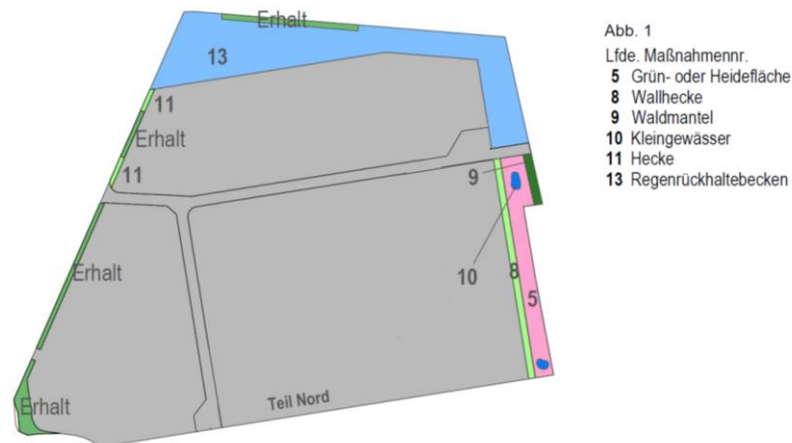 Erhalt
13
11
Erhalt
11
9
Erhalt
10
8
5
Erhalt
Teil Nord
Abb. 1
Lfde. Maßnahmennr.
5 Grün- oder Heidefläche
8 Wallhecke
9 Waldmantel
10 Kleingewässer
11 Hecke
13 Regenrückhaltebecken